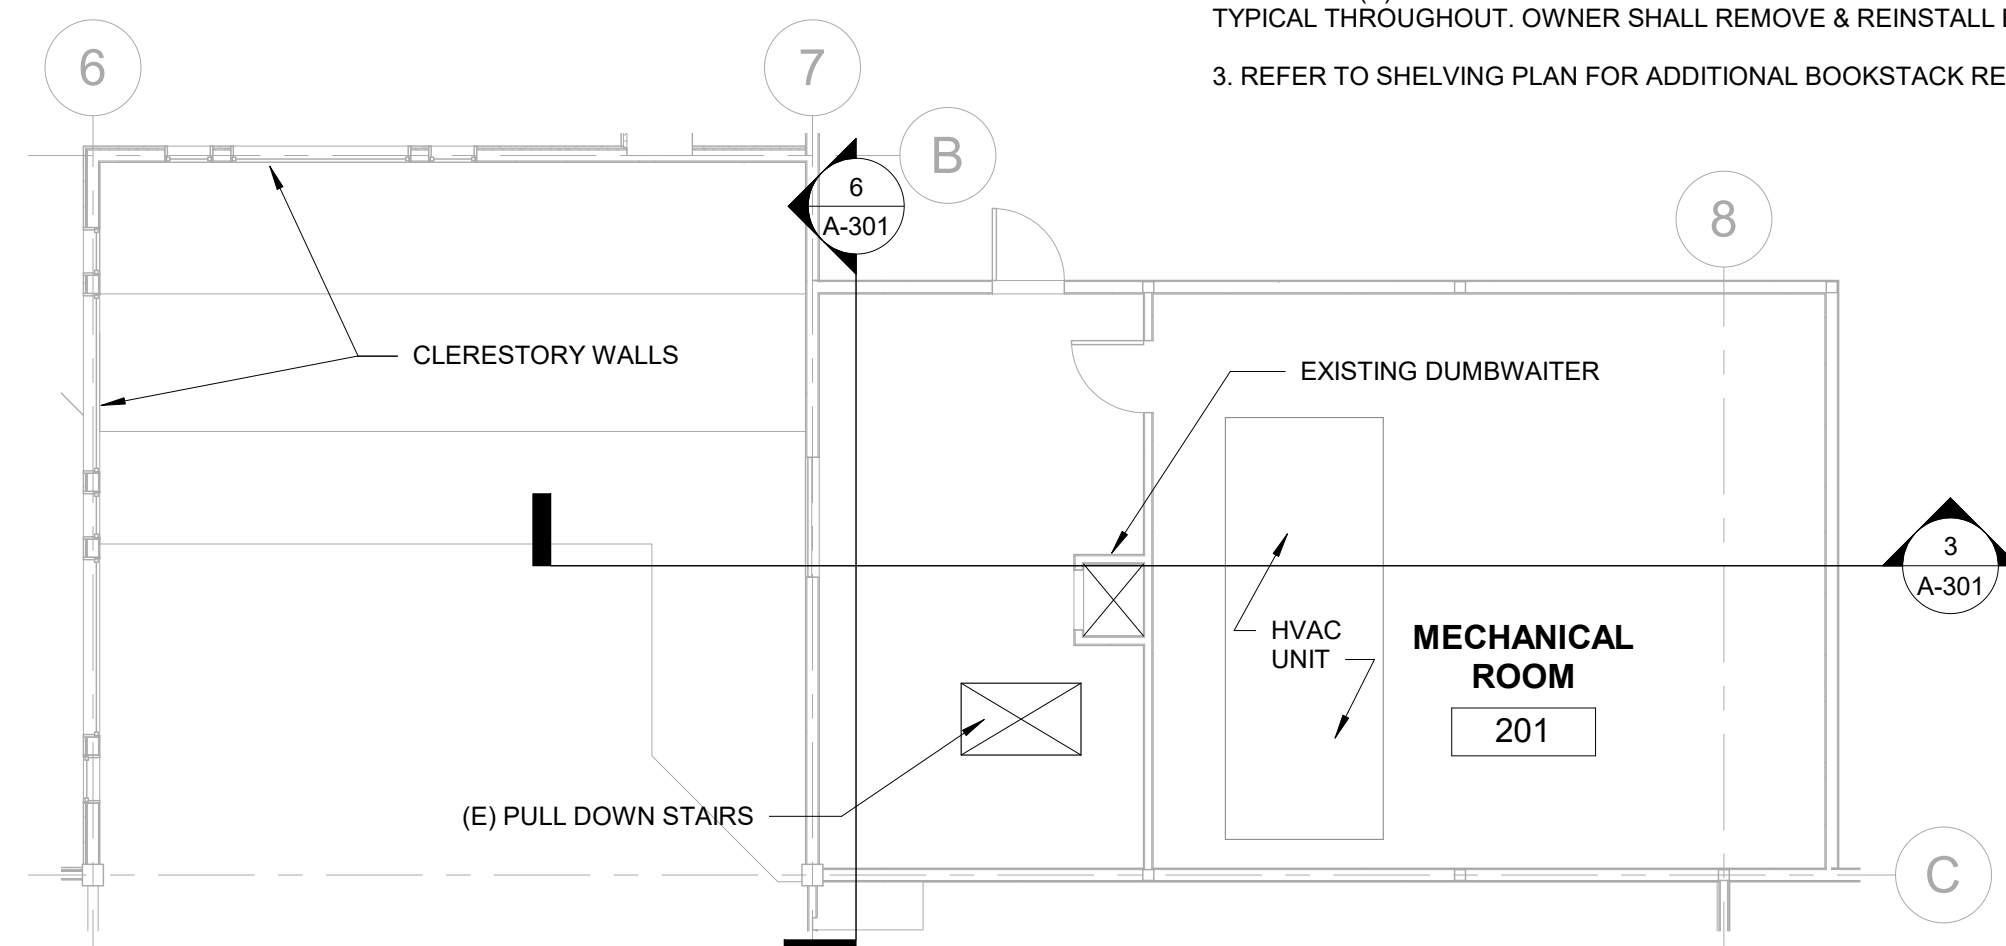 TYPICAL THROUGHOUT. OWNER SHALL REMOVE & REINSTALL
3. REFER TO SHELVING PLAN FOR ADDITIONAL BOOKSTACK
6
7
B
6
A-301
8
CLERESTORY WALLS
EXISTING DUMBWAITER
3
A-301
HVAC
UNIT
MECHANICAL
ROOM
201
(E) PULL DOWN STAIRS
C